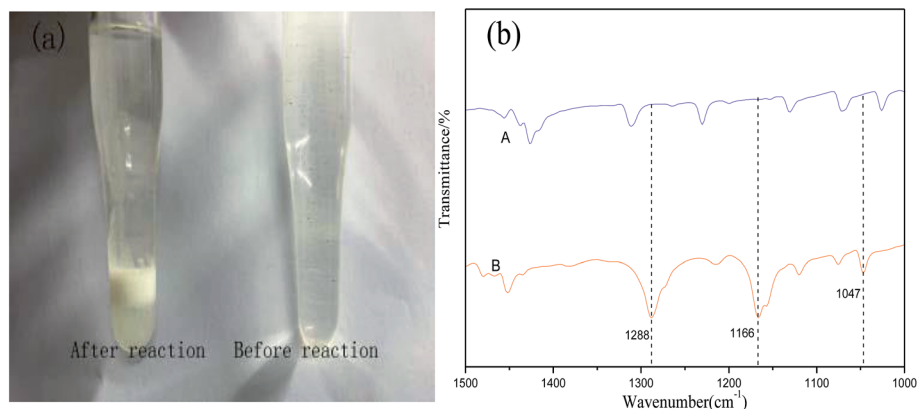 (a)
After reaction
Before reaction
(b)
Transmittance/%
A
B
1288
1166
1047
1500
1400
1300
1200
1100
1000
Wavenumber(cm⁻¹)